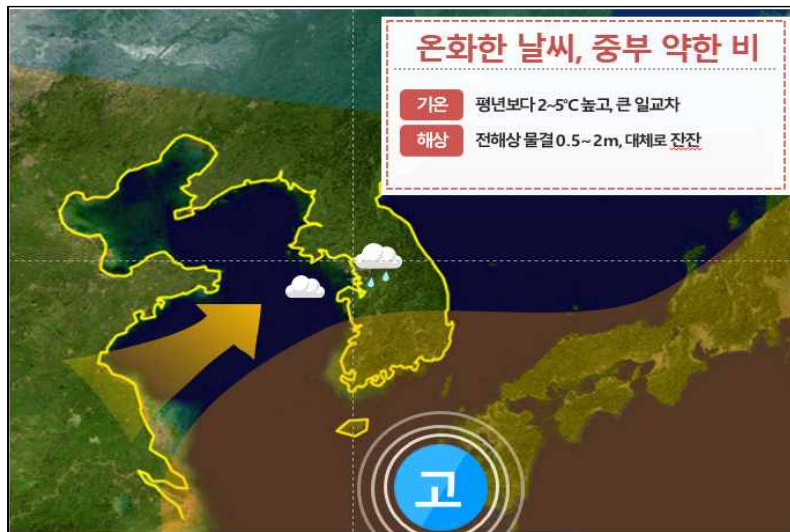 온화한 날씨, 중부 약한 비
기온 평년보다 2~5℃ 높고, 큰 일교차
해상 전해상 물결 0.5~2m, 대체로 잔잔
고